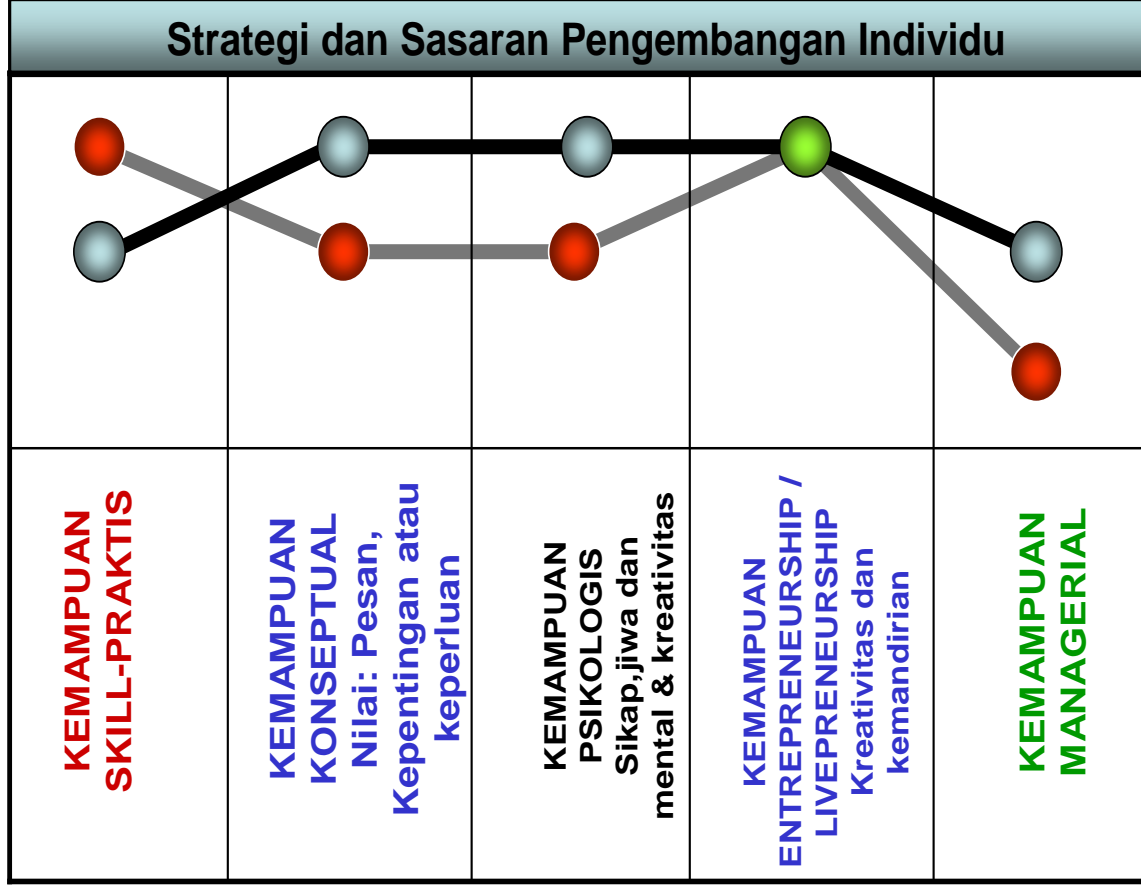 Strategi dan Sasaran Pengembangan Individu
KEMAMPUAN
SKILL-PRAKTIS
KEMAMPUAN
KONSEPTUAL
Nilai: Pesan,
Kepentingan atau
keperluan
KEMAMPUAN
PSIKOLOGIS
Sikap,jiwa dan
mental & kreativitas
KEMAMPUAN
ENTREPRENEURSHIP /
LIVEPRENEURSHIP
Kreativitas dan
kemandirian
KEMAMPUAN
MANAGERIAL